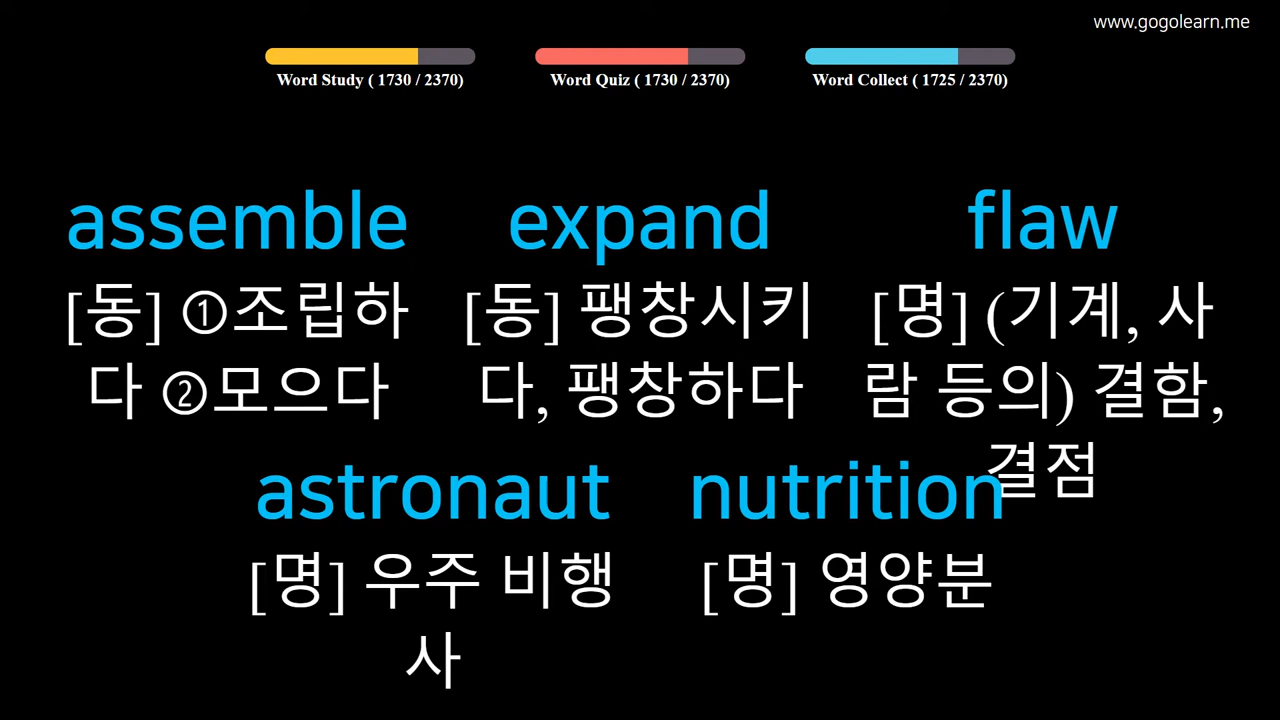 www.gogolearn.me
Word Study ( 1730 / 2370)
Word Quiz ( 1730 / 2370)
Word Collect ( 1725 / 2370)
assemble
[동] ①조립하
다 ②모으다
expand
[동] 팽창시키
다, 팽창하다
flaw
[명] (기계, 사
람 등의) 결함,
결점
astronaut
[명] 우주 비행
사
nutrition
[명] 영양분